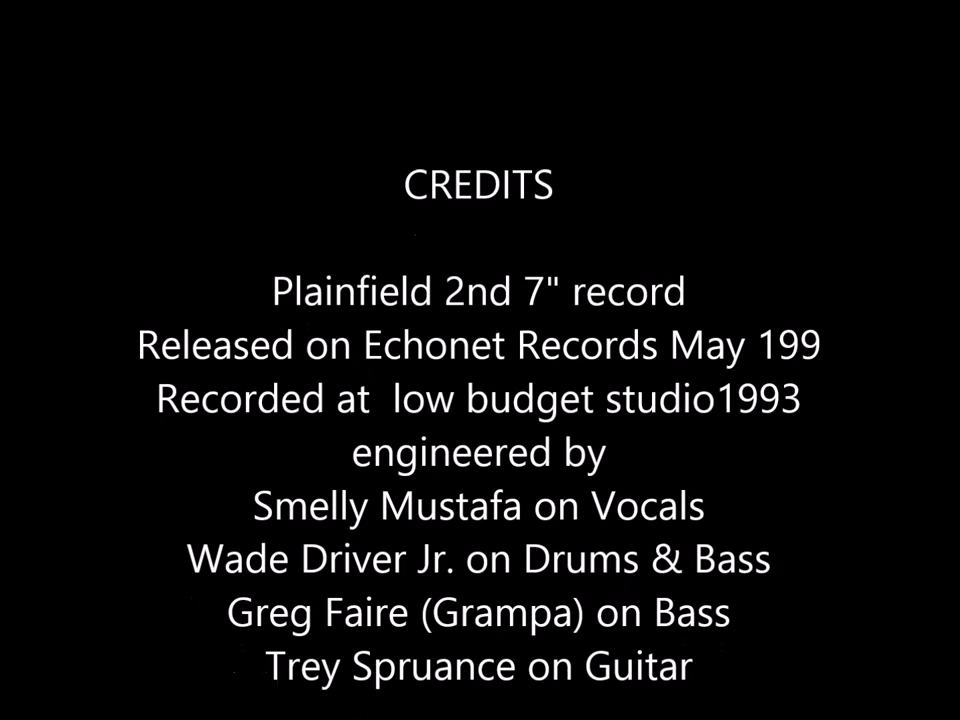 CREDITS
Plainfield 2nd 7" record
Released on Echonet Records May 199
Recorded at  low budget studio1993
engineered by
Smelly Mustafa on Vocals
Wade Driver Jr. on Drums & Bass
Greg Faire (Grampa) on Bass
Trey Spruance on Guitar